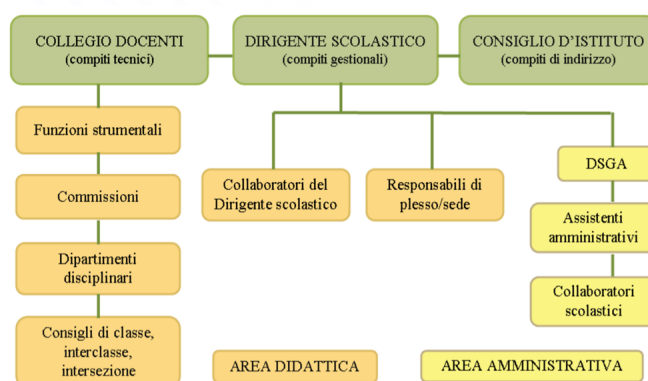 COLLEGIO DOCENTI
(compiti tecnici)
DIRIGENTE SCOLASTICO
(compiti gestionali)
CONSIGLIO D'ISTITUTO
(compiti di indirizzo)
Funzioni strumentali
Commissioni
Dipartimenti
disciplinari
Consigli di classe,
interclasse,
intersezione
Collaboratori del
Dirigente scolastico
Responsabili di
plesso/sede
DSGA
Assistenti
amministrativi
Collaboratori
scolastici
AREA DIDATTICA
AREA AMMINISTRATIVA